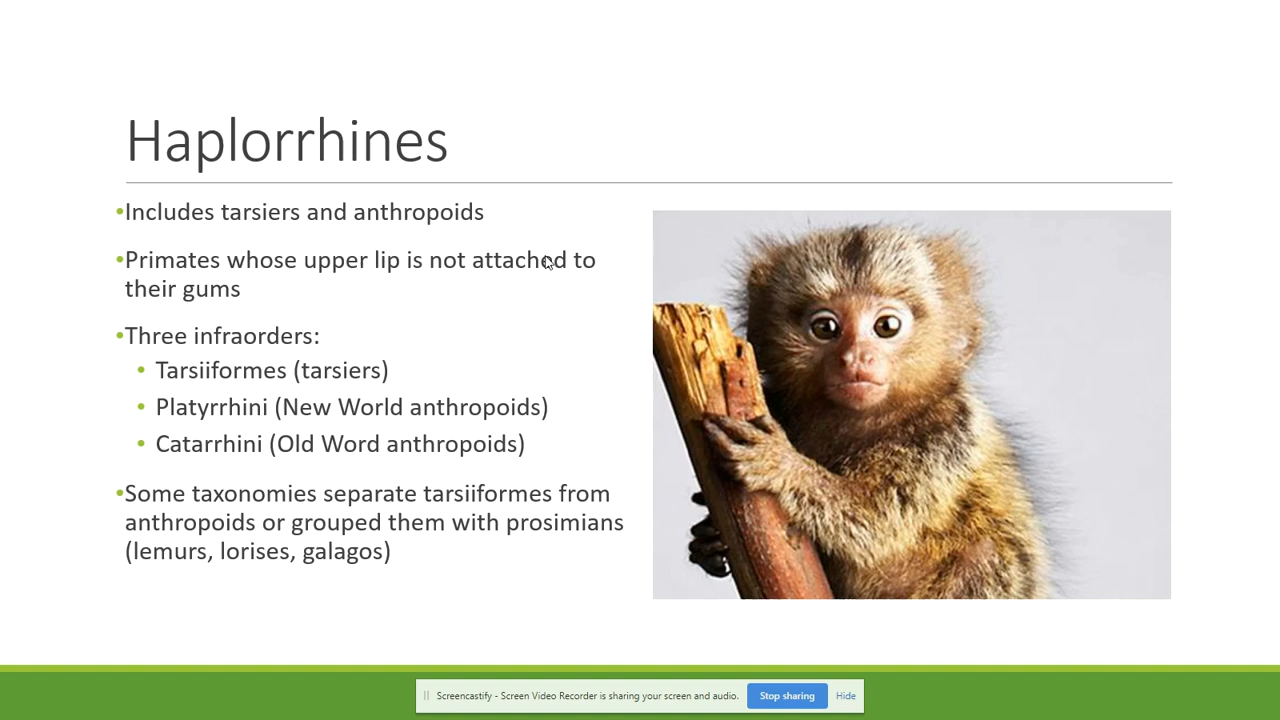 Haplorrhines
•Includes tarsiers and anthropoids
•Primates whose upper lip is not attached to
their gums
•Three infraorders:
• Tarsiiformes (tarsiers)
• Platyrrhini (New World anthropoids)
• Catarrhini (Old Word anthropoids)
•Some taxonomies separate tarsiiformes from
anthropoids or grouped them with prosimians
(lemurs, lorises, galagos)
Screencastify - Screen Video Recorder is sharing your screen and audio. Stop sharing Hide